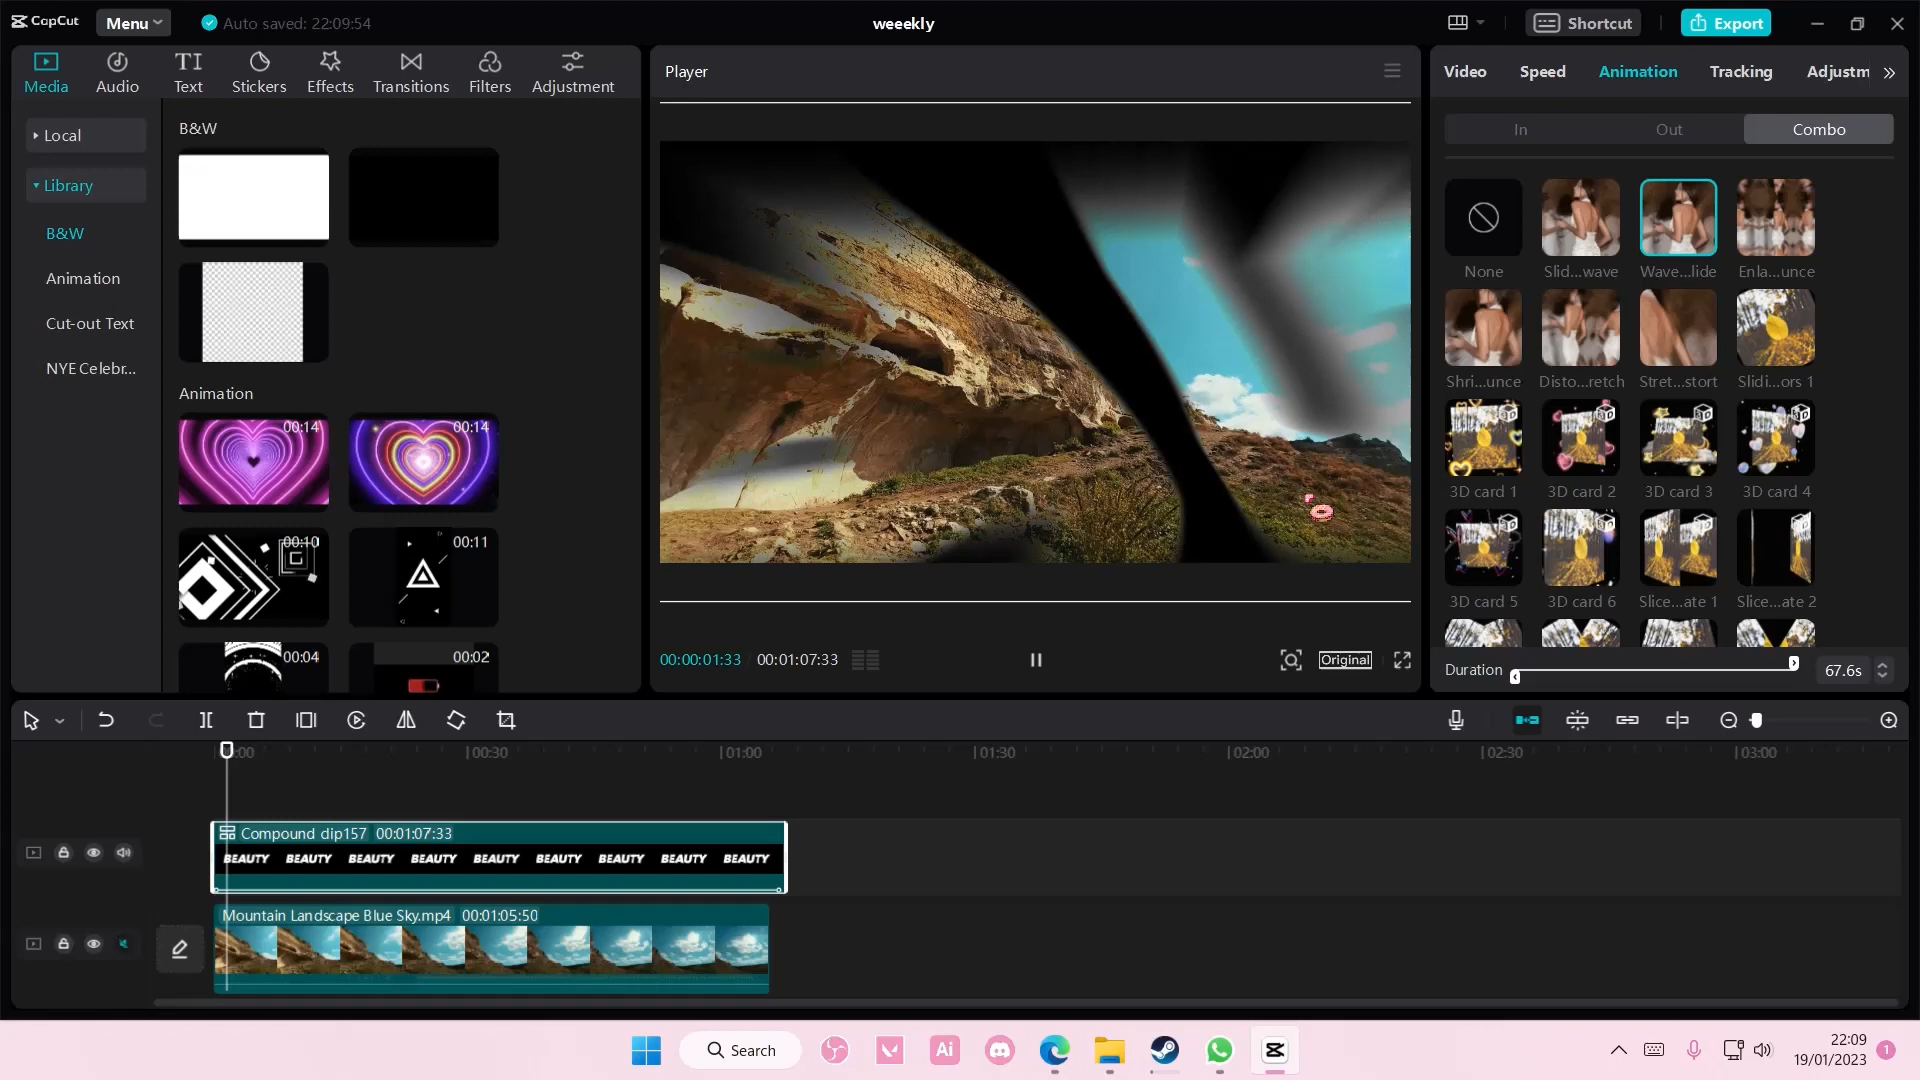 CapCut
Menu
Auto saved: 22:09:54
weeekly
Shortcut
Export
Media
Audio
Text
Stickers
Effects
Transitions
Filters
Adjustment
Local
Library
B&W
Animation
Cut-out Text
NYE Celebr...
B&W
Animation
00:14
00:14
00:10
00:11
00:04
00:02
Player
00:00:01:33
00:01:07:33
Original
Video
Speed
Animation
Tracking
Adjustm
In
Out
Combo
None
Slid...wave
Wave...lide
Enla...unce
Shri...unce
Disto...retch
Stret...stort
Slidi...ors 1
3D card 1
3D card 2
3D card 3
3D card 4
3D card 5
3D card 6
Slice...ate 1
Slice...ate 2
Duration
67.6s
00:00
00:30
01:00
01:30
02:00
02:30
03:00
Compound clip157 00:01:07:33
BEAUTY BEAUTY BEAUTY BEAUTY BEAUTY BEAUTY BEAUTY BEAUTY BEAUTY
Mountain Landscape Blue Sky.mp4 00:01:05:50
Search
Ai
22:09
19/01/2023
1